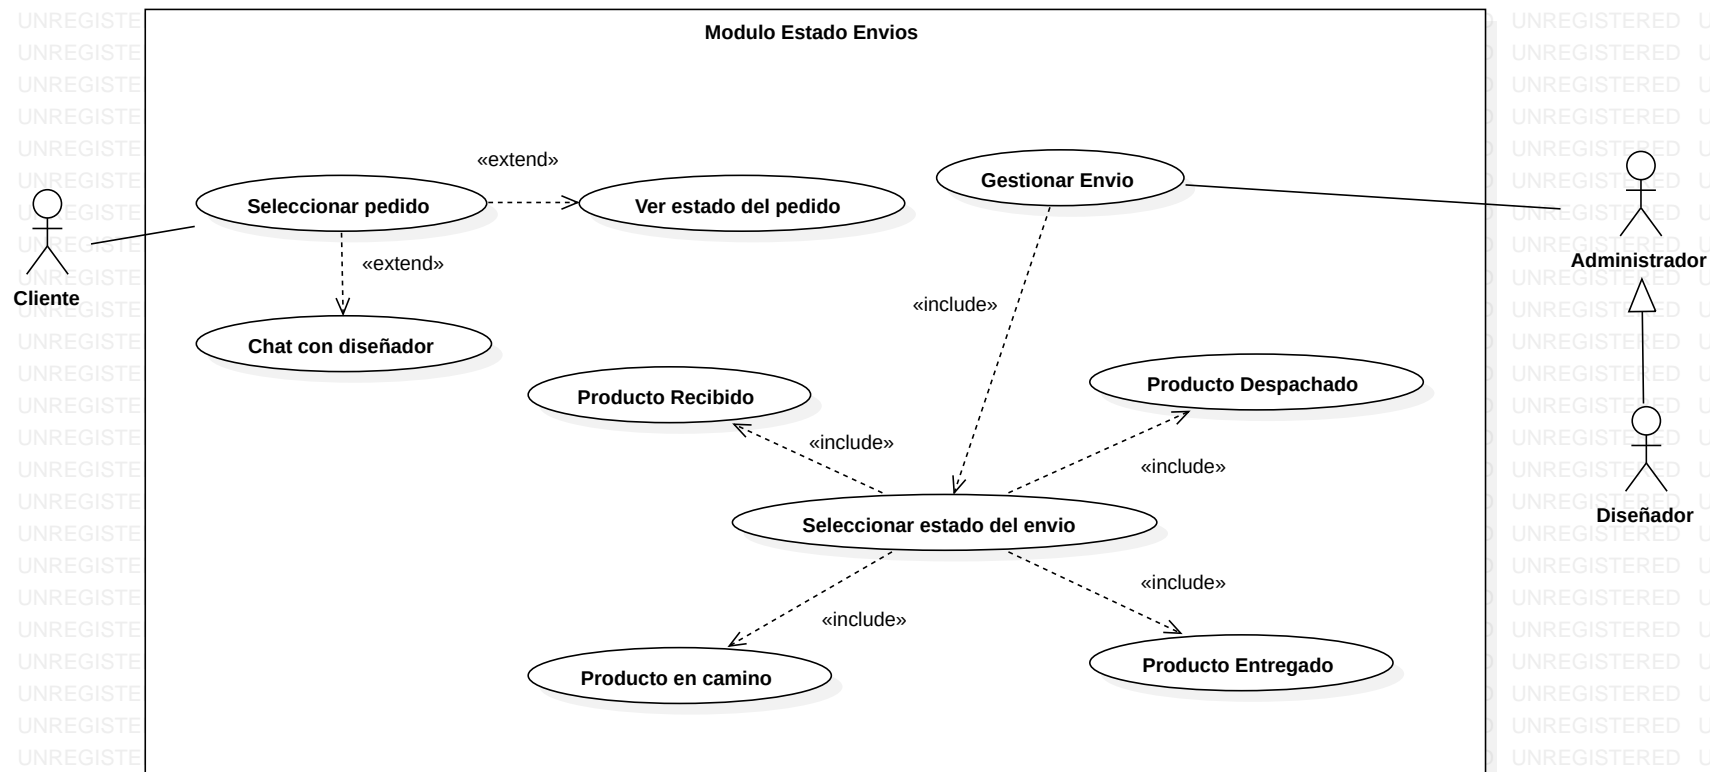 Modulo Estado Envios
«extend»
Seleccionar pedido
Ver estado del pedido
Gestionar Envio
Cliente
«extend»
Administrador
Chat con diseñador
«include»
Producto Recibido
Producto Despachado
«include»
«include»
Seleccionar estado del envio
Diseñador
«include»
«include»
Producto en camino
Producto Entregado
UNREGISTERED